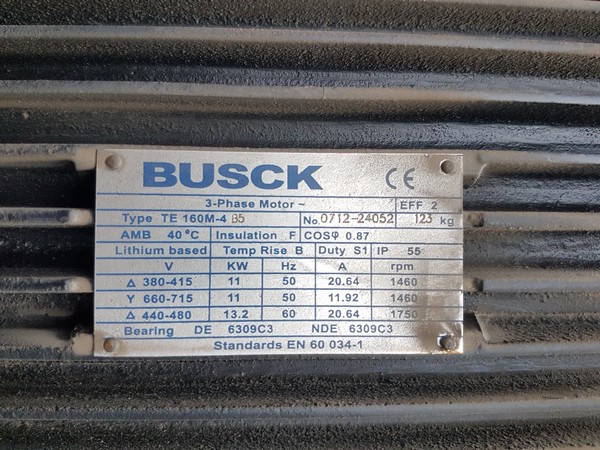 BUSCK CE
3-Phase Motor ~ EFF 2
Type TE 160M-4 B5 No. 0712-24052 123 kg
AMB 40°C Insulation F COSφ 0.87
Lithium based Temp Rise B Duty S1 IP 55
V KW Hz A rpm
Δ 380-415 11 50 20.64 1460
Y 660-715 11 50 11.92 1460
Δ 440-480 13.2 60 20.64 1750
Bearing DE 6309C3 NDE 6309C3
Standards EN 60 034-1